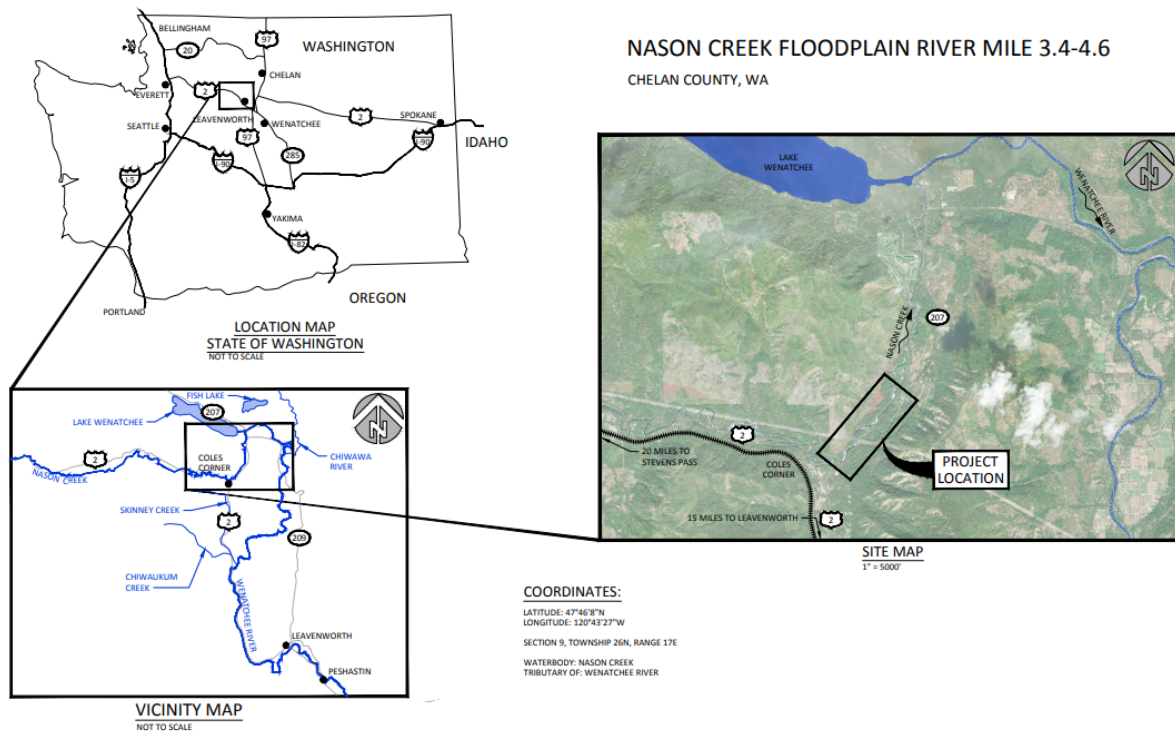 NASON CREEK FLOODPLAIN RIVER MILE 3.4-4.6
CHELAN COUNTY, WA
BELLINGHAM
97
WASHINGTON
20
CHELAN
EVERETT
2
LEAVENWORTH
2
SPOKANE
SEATTLE
97
WENATCHEE
I-90
IDAHO
I-90
285
I-5
YAKIMA
I-82
OREGON
PORTLAND
LOCATION MAP
STATE OF WASHINGTON
NOT TO SCALE
FISH LAKE
207
LAKE WENATCHEE
2
COLES
CORNER
CHIWAWA
RIVER
NASON CREEK
N
SKINNEY CREEK
2
209
CHIWAUKUM
CREEK
WENATCHEE RIVER
LEAVENWORTH
PESHASTIN
VICINITY MAP
NOT TO SCALE
LAKE
WENATCHEE
N
WENATCHEE RIVER
NASON CREEK
207
2
20 MILES TO
STEVENS PASS
COLES
CORNER
PROJECT
LOCATION
15 MILES TO LEAVENWORTH
2
SITE MAP
1" = 5000'
COORDINATES:
LATITUDE: 47°46'8"N
LONGITUDE: 120°43'27"W
SECTION 9, TOWNSHIP 26N, RANGE 17E
WATERBODY: NASON CREEK
TRIBUTARY OF: WENATCHEE RIVER